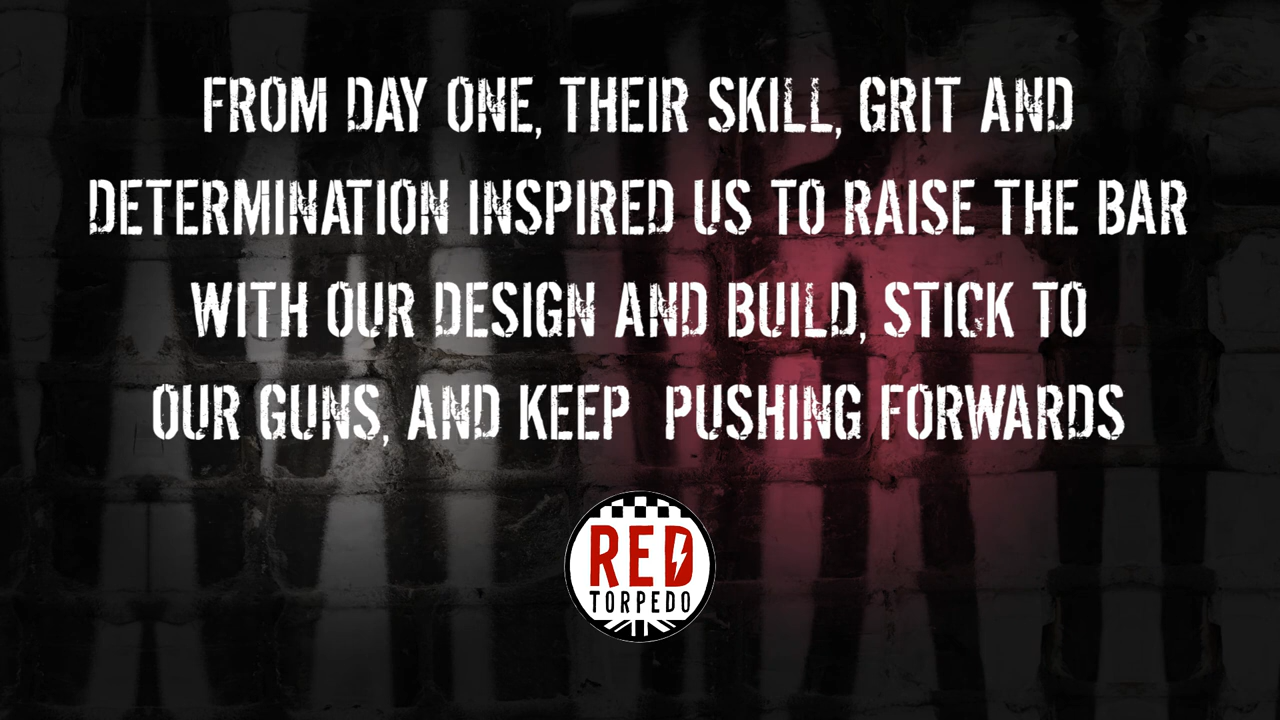 FROM DAY ONE, THEIR SKILL, GRIT AND
DETERMINATION INSPIRED US TO RAISE THE BAR
WITH OUR DESIGN AND BUILD, STICK TO
OUR GUNS, AND KEEP  PUSHING FORWARDS
RED
TORPEDO